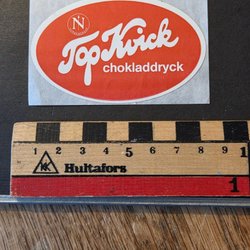 N
TopKvick
chokladdryck
1 2 3 4 5 6 7 8 9 1
Hultafors
1